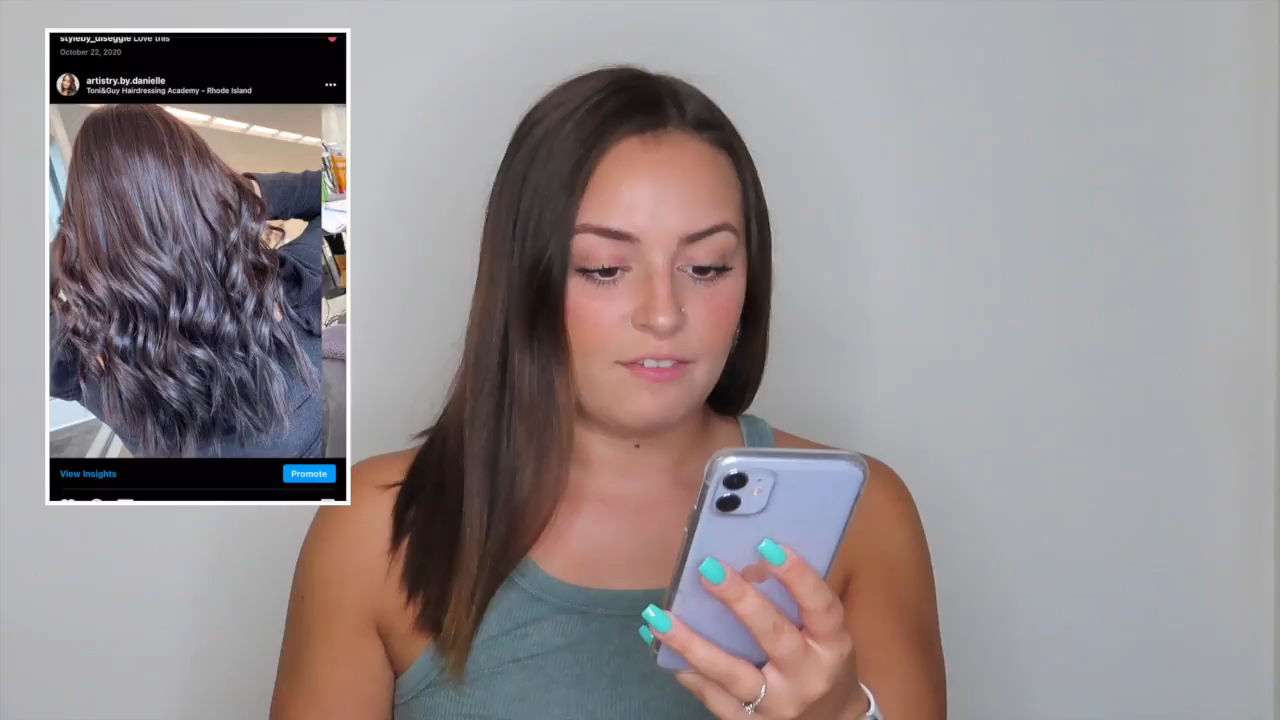 styleby_diseggie Love this
October 22, 2020
artistry.by.danielle
Toni&Guy Hairdressing Academy - Rhode Island
View Insights
Promote